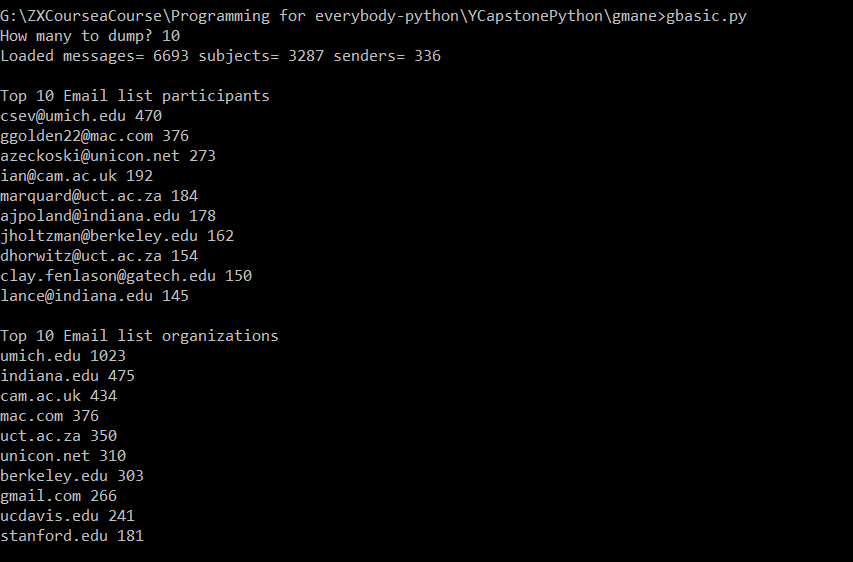 G:\ZXCourseaCourse\Programming for everybody-python\YCapstonePython\gmane>gbasic.py
How many to dump? 10
Loaded messages= 6693 subjects= 3287 senders= 336
Top 10 Email list participants
csev@umich.edu 470
ggolden22@mac.com 376
azeckoski@unicon.net 273
ian@cam.ac.uk 192
marquard@uct.ac.za 184
ajpoland@indiana.edu 178
jholtzman@berkeley.edu 162
dhorwitz@uct.ac.za 154
clay.fenlason@gatech.edu 150
lance@indiana.edu 145
Top 10 Email list organizations
umich.edu 1023
indiana.edu 475
cam.ac.uk 434
mac.com 376
uct.ac.za 350
unicon.net 310
berkeley.edu 303
gmail.com 266
ucdavis.edu 241
stanford.edu 181